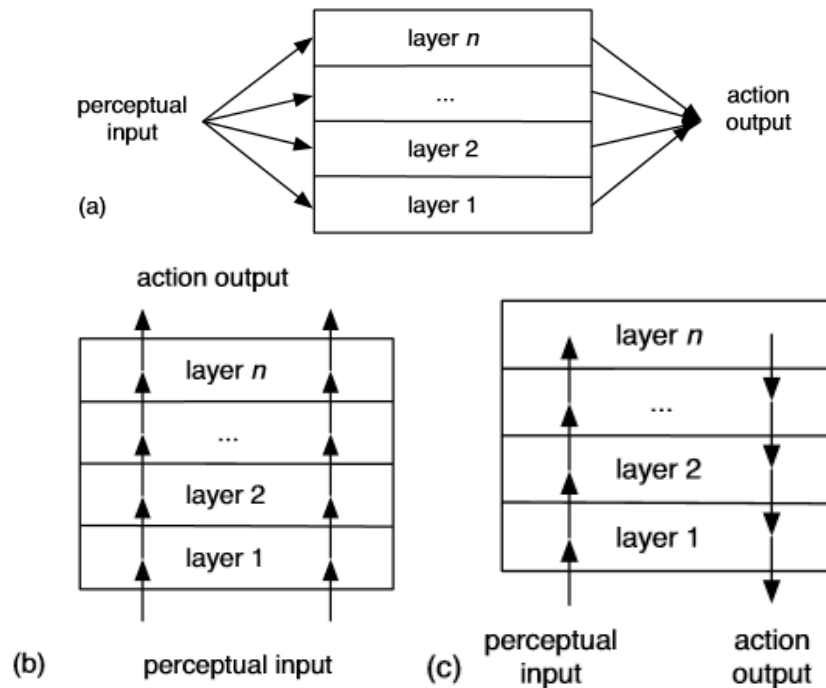 layer n
...
perceptual
input
layer 2
action
output
layer 1
(a)
action output
layer n
...
layer 2
layer 1
(b)
perceptual input
layer n
...
layer 2
layer 1
(c)
perceptual
input
action
output